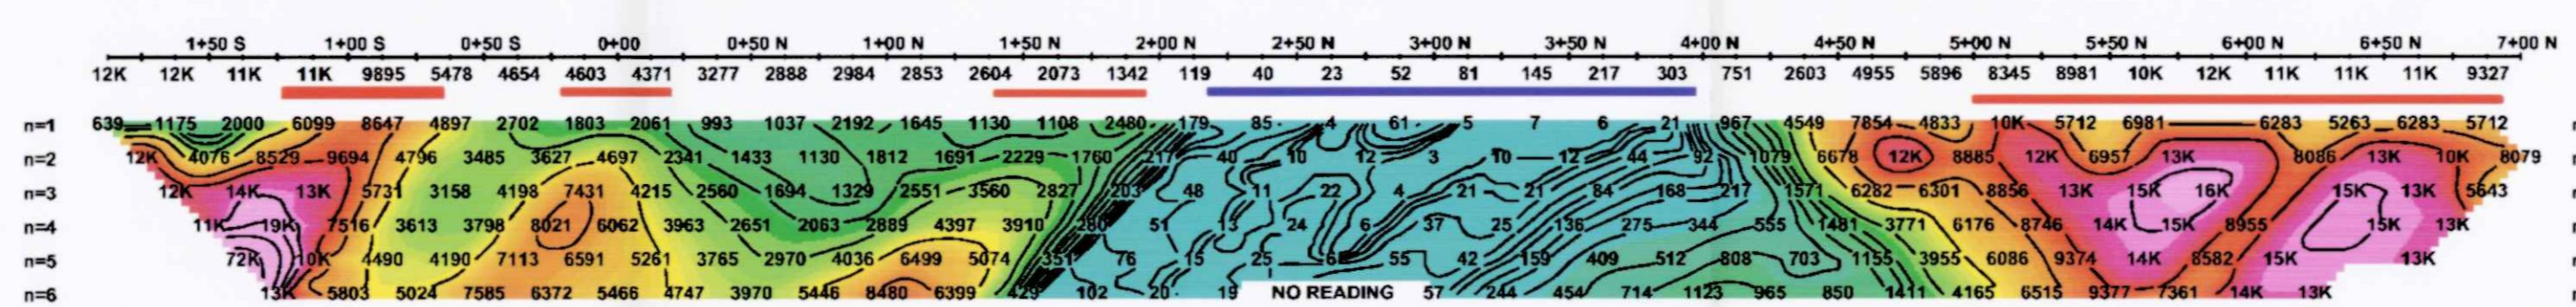 1+50 S 1+00 S 0+50 S 0+00 0+50 N 1+00 N 1+50 N 2+00 N 2+50 N 3+00 N 3+50 N 4+00 N 4+50 N 5+00 N 5+50 N 6+00 N 6+50 N 7+00 N
12K 12K 11K 11K 9895 5478 4654 4603 4371 3277 2888 2984 2853 2604 2073 1342 119 40 23 52 81 145 217 303 751 2603 4955 5896 8345 8981 10K 12K 11K 11K 11K 9327
n=1 639 1175 2000 6099 8647 4897 2702 1803 2061 993 1037 2192 1645 1130 1108 2480 179 85 4 61 5 7 6 21 967 4549 7854 4833 10K 5712 6981 6283 5263 6283 5712
n=2 12K 4076 8529 9694 4796 3485 3627 4697 2341 1433 1130 1812 1691 2229 1760 217 40 10 12 3 10 12 44 92 1079 6678 12K 8885 12K 6957 13K 8086 13K 10K 8079
n=3 12K 14K 13K 5731 3158 4198 7431 4215 2560 1694 1329 2551 3560 2827 203 48 11 22 4 21 21 84 168 217 1571 6282 6301 8856 13K 15K 16K 15K 13K 5643
n=4 11K 19K 7516 3613 3798 8021 6062 3963 2651 2063 2889 4397 3910 280 51 13 24 6 37 25 136 275 344 555 1481 3771 6176 8746 14K 15K 8955 15K 13K
n=5 72K 10K 4490 4190 7113 6591 5261 3765 2970 4036 6499 5074 351 76 15 25 6 55 42 159 409 512 808 703 1155 3955 6086 9374 14K 8582 15K 13K
n=6 13K 5803 5024 7585 6372 5466 4747 3970 5446 8480 6399 429 102 20 19 NO READING 57 244 454 714 1123 965 850 1411 4165 6515 9377 7361 14K 13K